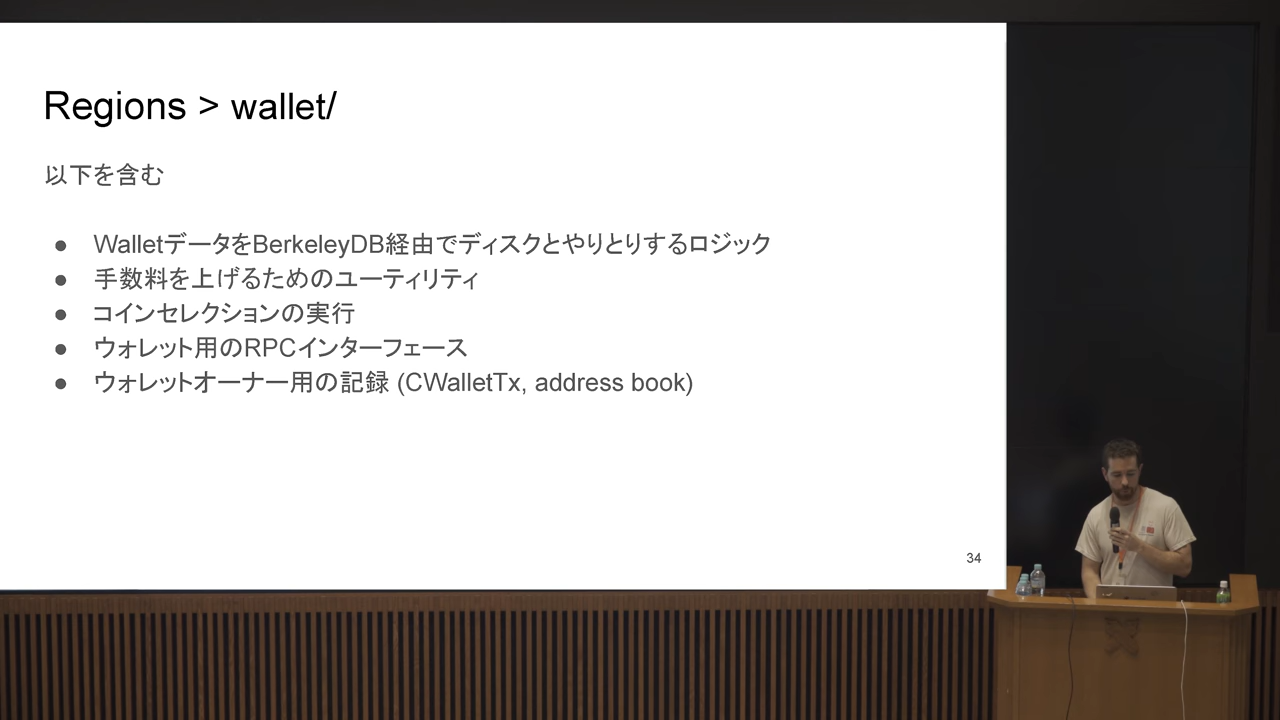 Regions > wallet/
以下を含む
● WalletデータをBerkeleyDB経由でディスクとやりとりするロジック
● 手数料を上げるためのユーティリティ
● コインセレクションの実行
● ウォレット用のRPCインターフェース
● ウォレットオーナー用の記録 (CWalletTx, address book)
34